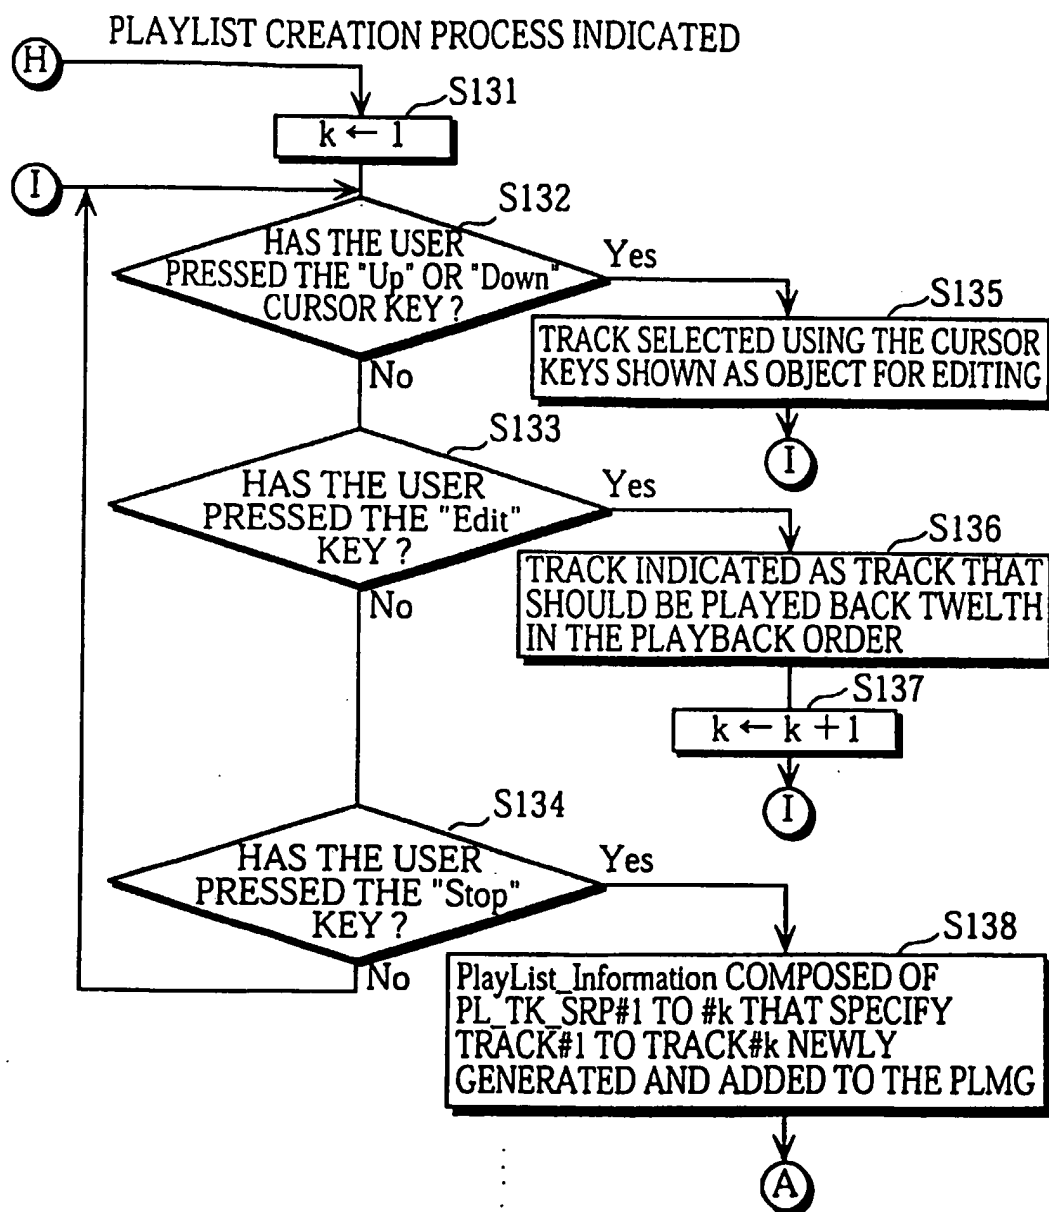 PLAYLIST CREATION PROCESS INDICATED
H
S131
k ← 1
I
S132
HAS THE USER
PRESSED THE "Up" OR "Down"
CURSOR KEY ?
Yes
No
S135
TRACK SELECTED USING THE CURSOR
KEYS SHOWN AS OBJECT FOR EDITING
I
S133
HAS THE USER
PRESSED THE "Edit"
KEY ?
Yes
No
S136
TRACK INDICATED AS TRACK THAT
SHOULD BE PLAYED BACK TWELTH
IN THE PLAYBACK ORDER
S137
k ← k + 1
I
S134
HAS THE USER
PRESSED THE "Stop"
KEY ?
Yes
No
S138
PlayList_Information COMPOSED OF
PL_TK_SRP#1 TO #k THAT SPECIFY
TRACK#1 TO TRACK#k NEWLY
GENERATED AND ADDED TO THE PLMG
A